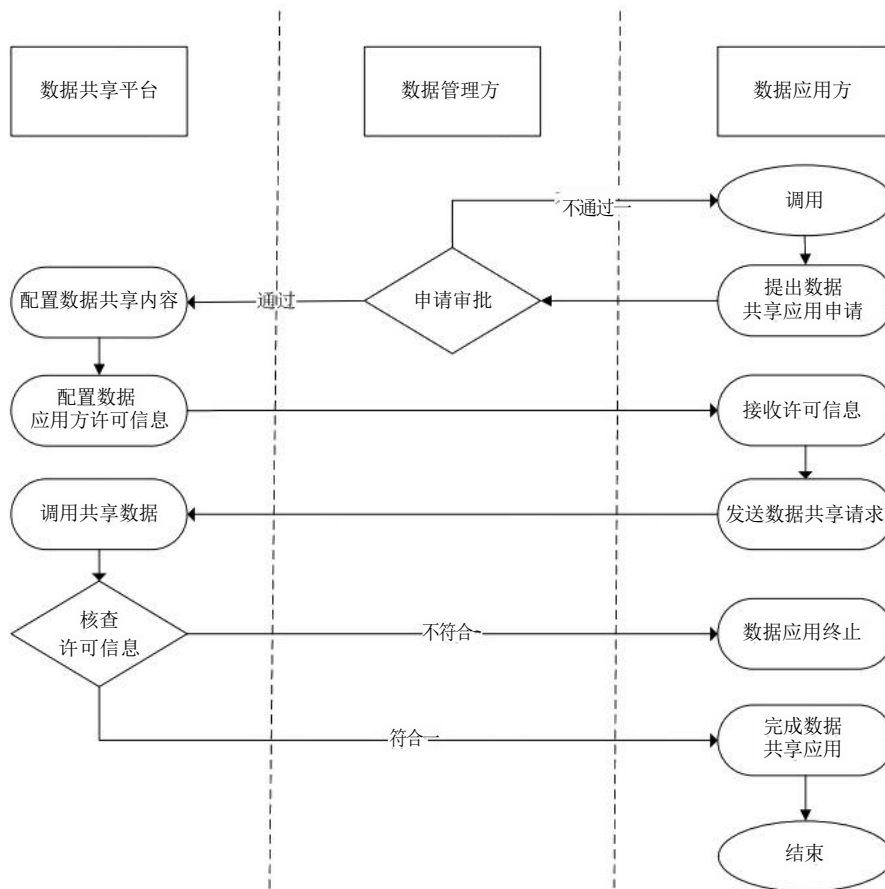 数据共享平台
数据管理方
数据应用方
不通过
调用
配置数据共享内容
通过
申请审批
提出数据
共享应用申请
配置数据
应用方许可信息
接收许可信息
调用共享数据
发送数据共享请求
核查
许可信息
不符合
数据应用终止
符合
完成数据
共享应用
结束